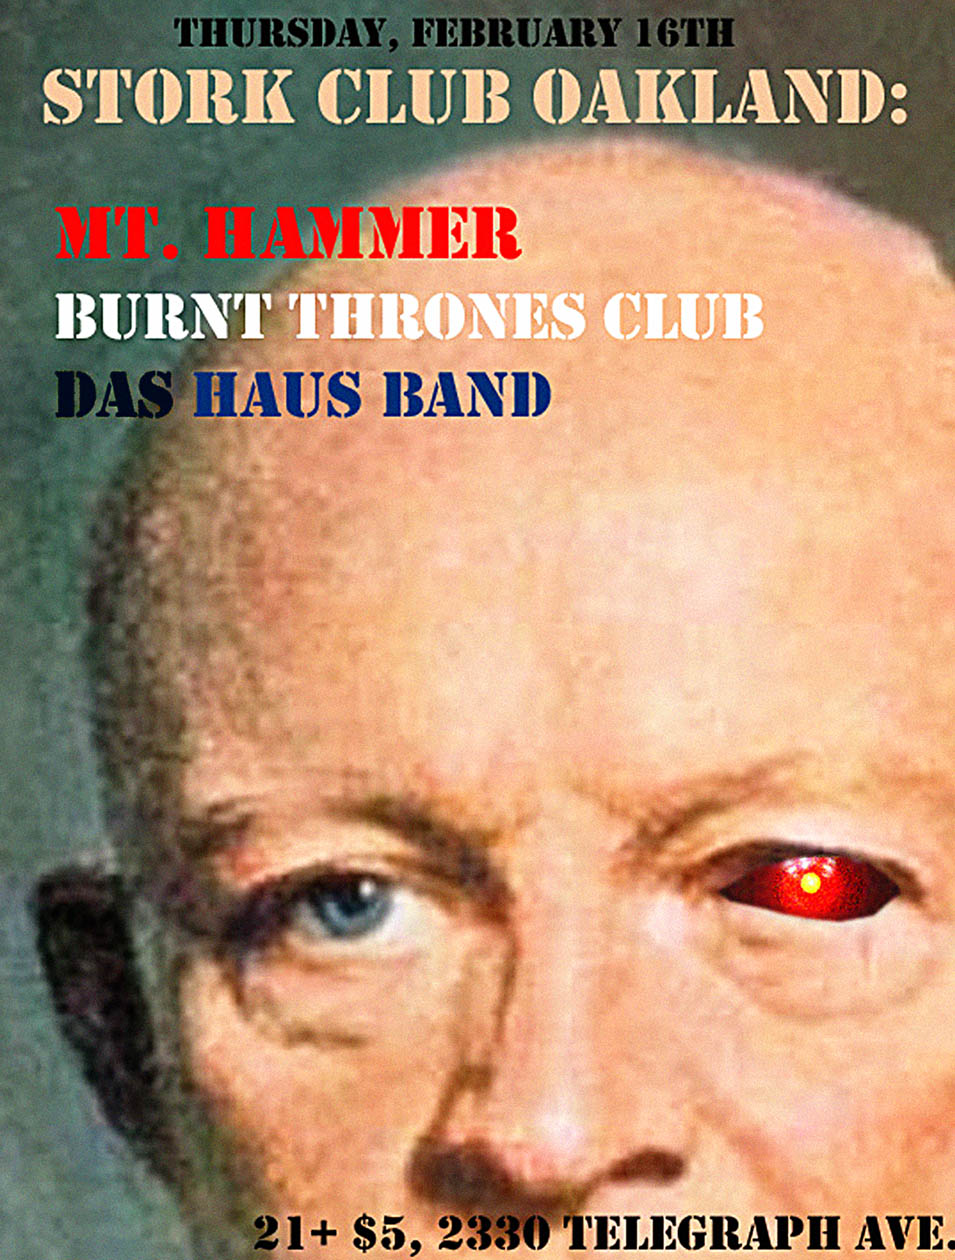 THURSDAY, FEBRUARY 16TH
STORK CLUB OAKLAND:
MT. HAMMER
BURNT THRONES CLUB
DAS HAUS BAND
21+ $5, 2330 TELEGRAPH AVE.